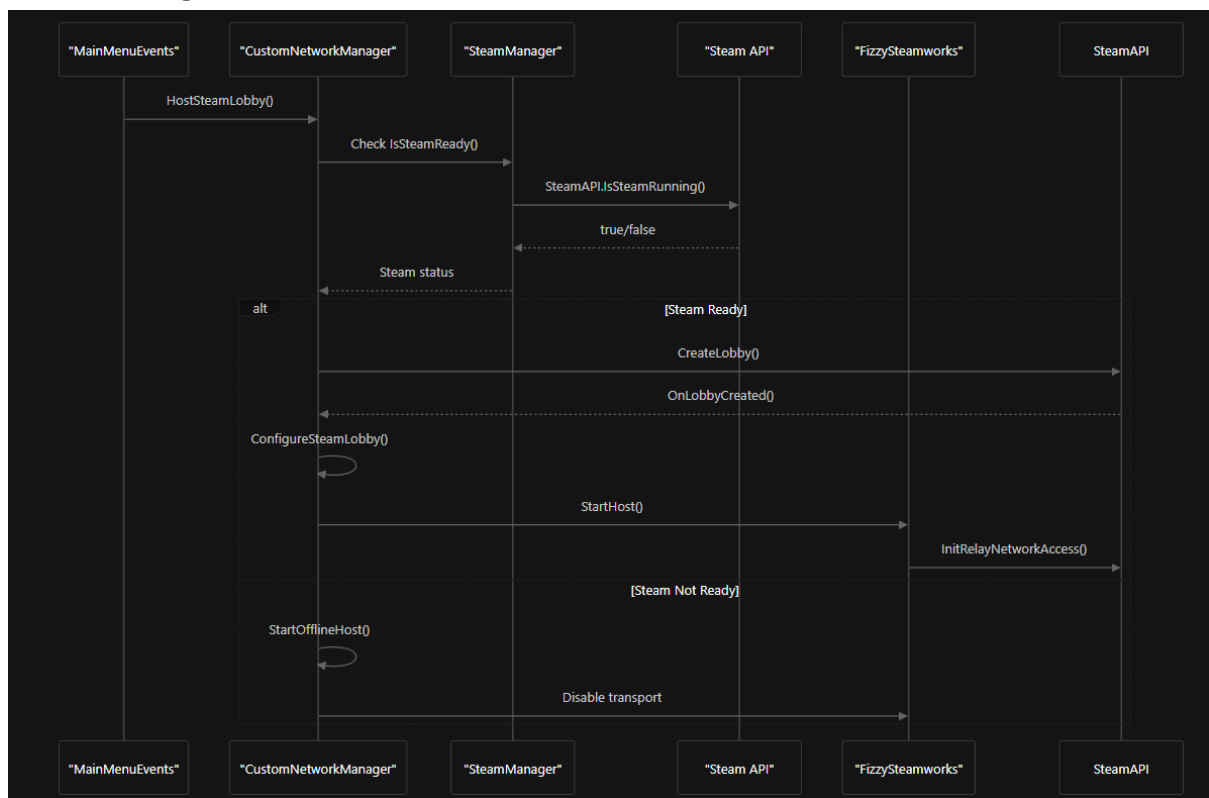 "MainMenuEvents" "CustomNetworkManager" "SteamManager" "Steam API" "FizzySteamworks" SteamAPI
HostSteamLobby()
Check IsSteamReady()
SteamAPI.IsSteamRunning()
true/false
Steam status
alt [Steam Ready]
CreateLobby()
OnLobbyCreated()
ConfigureSteamLobby()
StartHost()
InitRelayNetworkAccess()
[Steam Not Ready]
StartOfflineHost()
Disable transport
"MainMenuEvents" "CustomNetworkManager" "SteamManager" "Steam API" "FizzySteamworks" SteamAPI